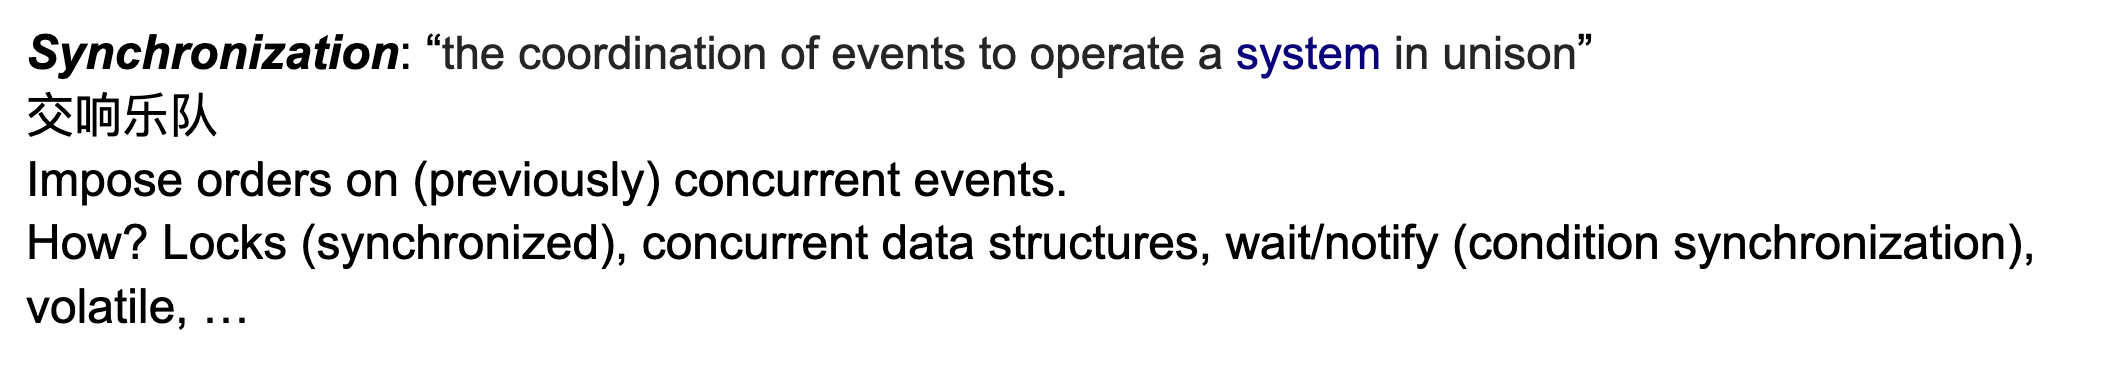 Synchronization: “the coordination of events to operate a system in unison”
交响乐队
Impose orders on (previously) concurrent events.
How? Locks (synchronized), concurrent data structures, wait/notify (condition synchronization),
volatile, …